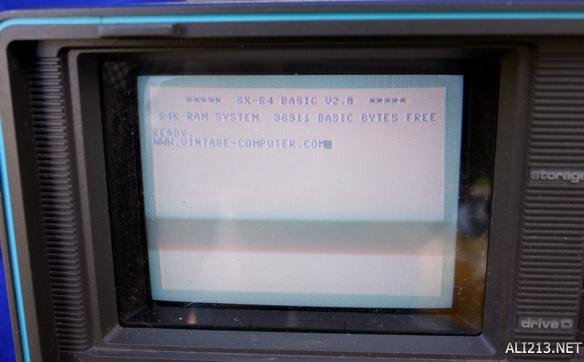 ***** SX-64 BASIC V2.0 *****
64K RAM SYSTEM 38911 BASIC BYTES FREE
READY.
WWW.VINTAGE-COMPUTER.COM
storage
drive
ALI213.NET